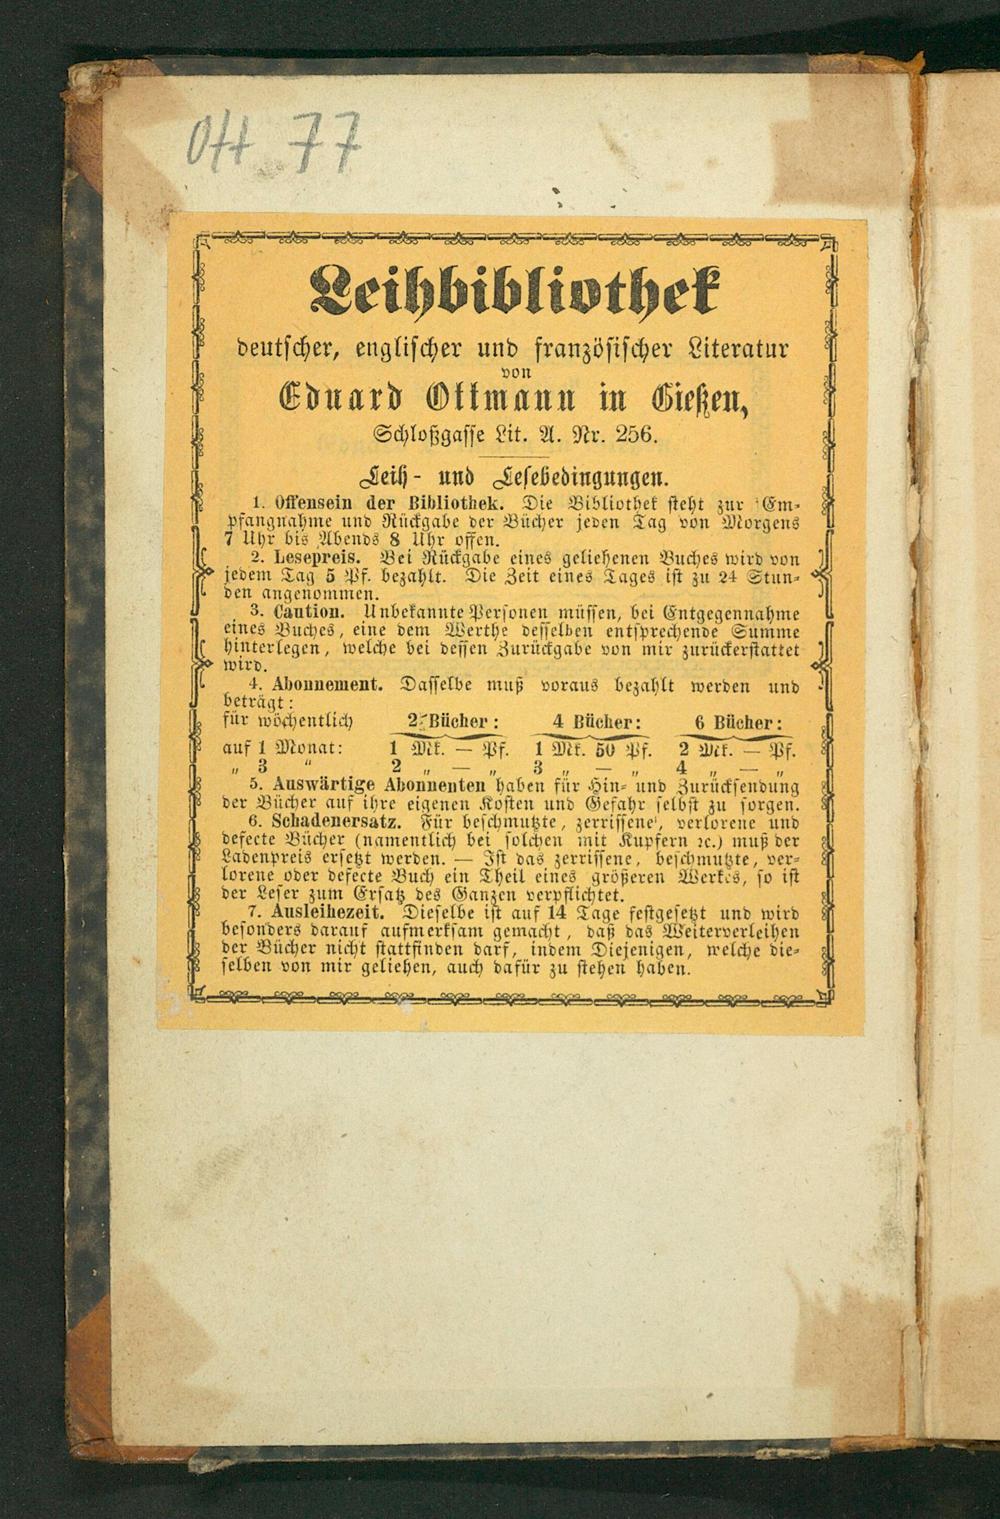 Ott 77
Leihbibliothek
deutscher, englischer und französischer Literatur
von
Eduard Ottmann in Gießen,
Schloßgasse Lit. A. Nr. 256.
Leih- und Lesebedingungen.
1. Offensein der Bibliothek. Die Bibliothek steht zur Em-
pfangnahme und Rückgabe der Bücher jeden Tag von Morgens
7 Uhr bis Abends 8 Uhr offen.
2. Lesepreis. Bei Rückgabe eines geliehenen Buches wird von
jedem Tag 5 Pf. bezahlt. Die Zeit eines Tages ist zu 24 Stun-
den angenommen.
3. Caution. Unbekannte Personen müssen, bei Entgegennahme
eines Buches, eine dem Werthe desselben entsprechende Summe
hinterlegen, welche bei dessen Zurückgabe von mir zurückerstattet
wird.
4. Abonnement. Dasselbe muß voraus bezahlt werden und
beträgt:
für wöchentlich 2 Bücher: 4 Bücher: 6 Bücher:
auf 1 Monat: 1 Mk. — Pf. 1 Mk. 50 Pf. 2 Mk. — Pf.
„ 3 „ 2 „ — „ 3 „ — „ 4 „ — „
5. Auswärtige Abonnenten haben für Hin- und Zurücksendung
der Bücher auf ihre eigenen Kosten und Gefahr selbst zu sorgen.
6. Schadenersatz. Für beschmutzte, zerrissene, verlorene und
defecte Bücher (namentlich bei solchen mit Kupfern ꝛc.) muß der
Ladenpreis ersetzt werden. — Ist das zerrissene, beschmutzte, ver-
lorene oder defecte Buch ein Theil eines größeren Werkes, so ist
der Leser zum Ersatz des Ganzen verpflichtet.
7. Ausleihezeit. Dieselbe ist auf 14 Tage festgesetzt und wird
besonders darauf aufmerksam gemacht, daß das Weiterverleihen
der Bücher nicht stattfinden darf, indem Diejenigen, welche die-
selben von mir geliehen, auch dafür zu stehen haben.